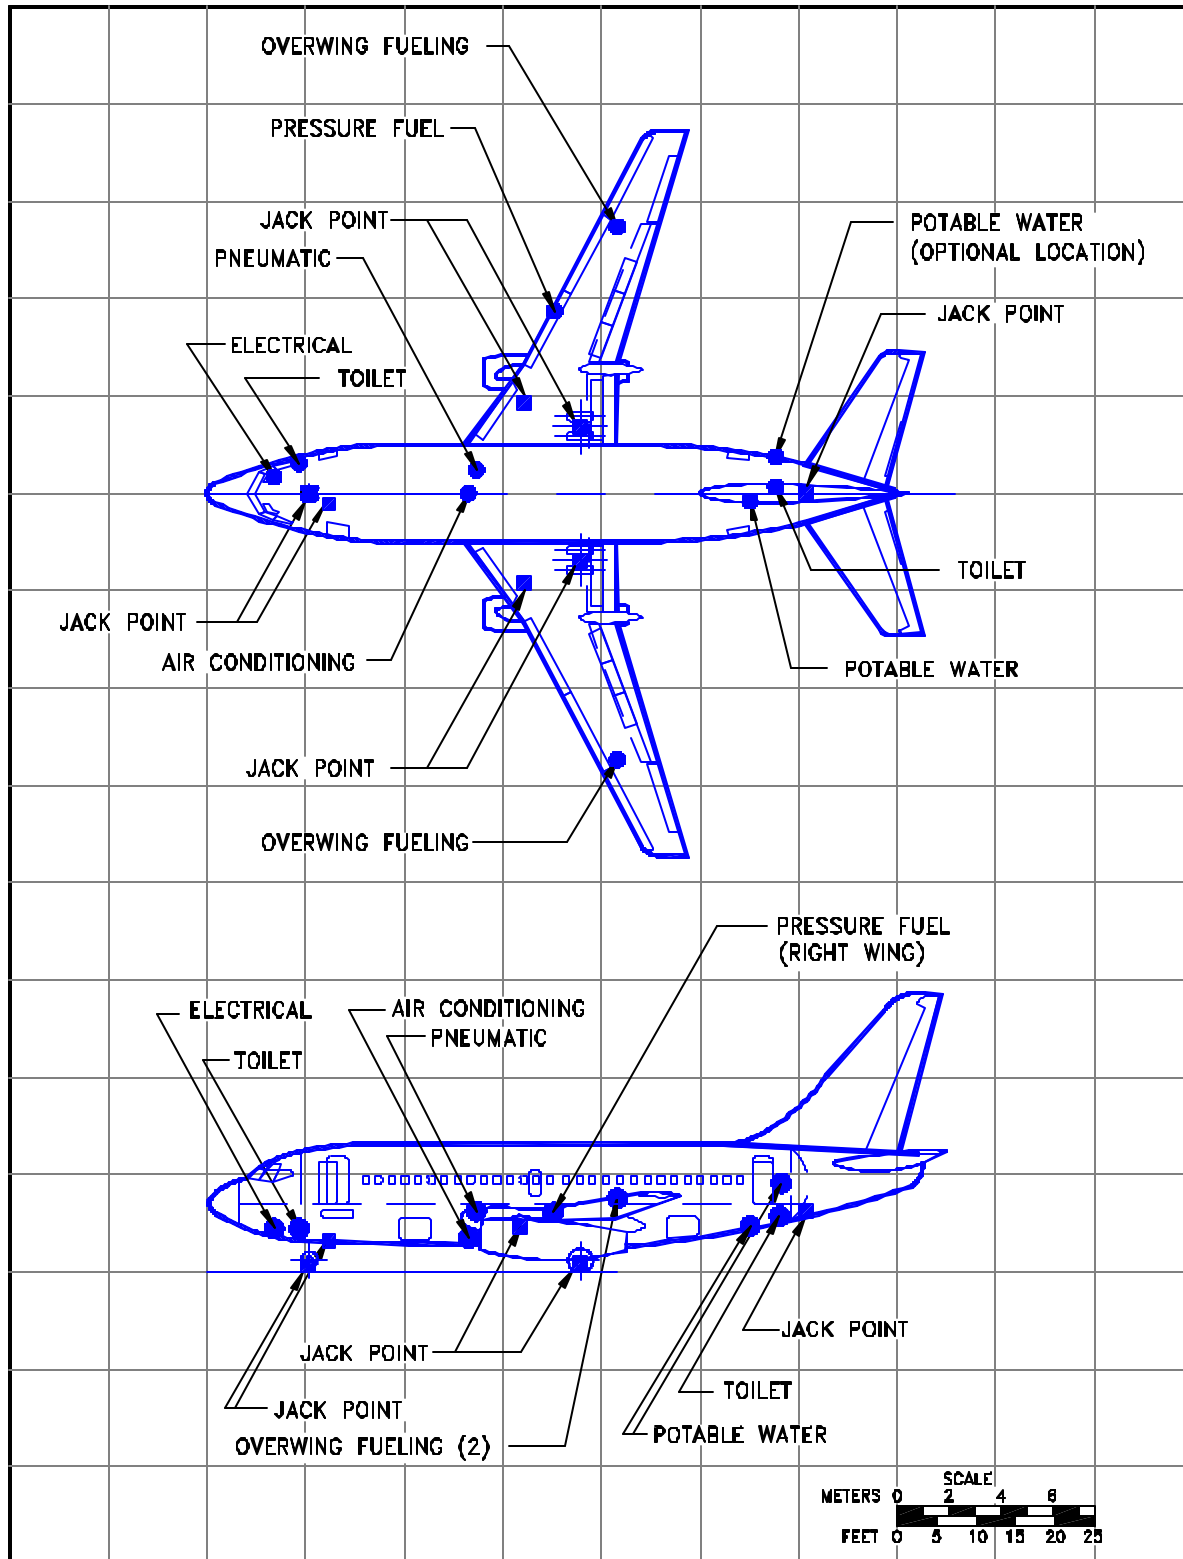 OVERWING FUELING
PRESSURE FUEL
JACK POINT
POTABLE WATER
(OPTIONAL LOCATION)
PNEUMATIC
JACK POINT
ELECTRICAL
TOILET
TOILET
JACK POINT
AIR CONDITIONING
POTABLE WATER
JACK POINT
OVERWING FUELING
PRESSURE FUEL
(RIGHT WING)
ELECTRICAL
AIR CONDITIONING
PNEUMATIC
TOILET
JACK POINT
JACK POINT
TOILET
JACK POINT
POTABLE WATER
OVERWING FUELING (2)
SCALE
METERS 0 2 4 6
FEET 0 5 10 15 20 25